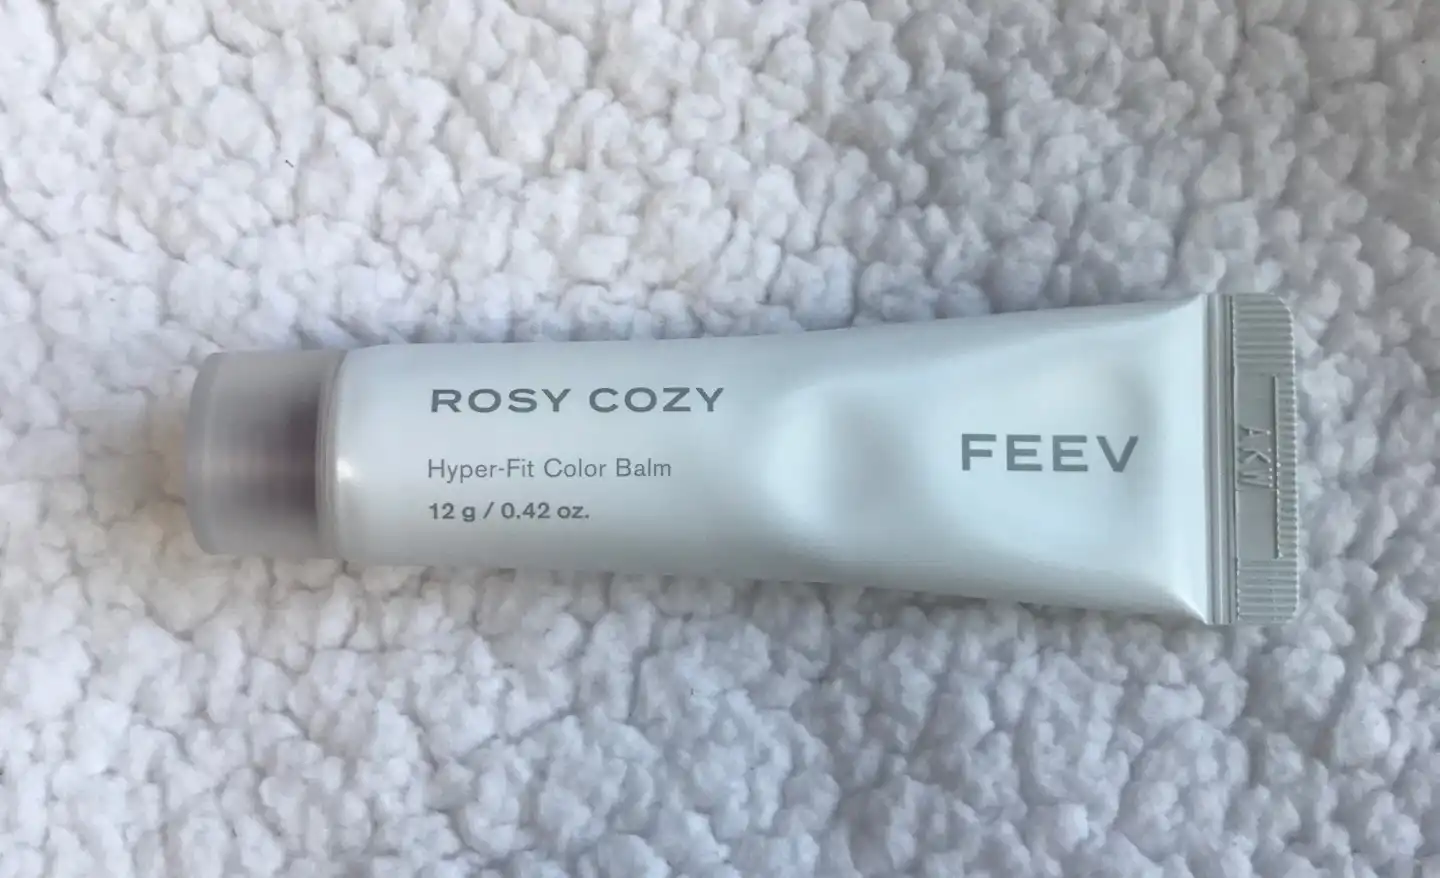 ROSY COZY
Hyper-Fit Color Balm
12 g / 0.42 oz.
FEEV